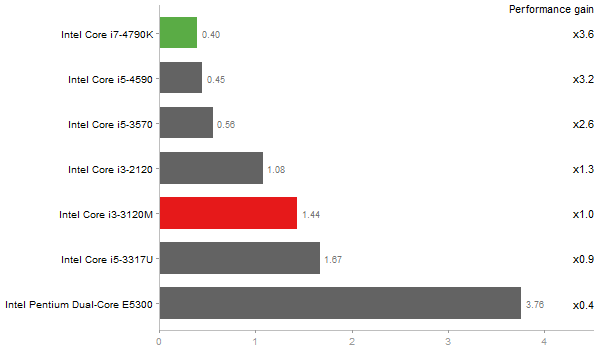 Performance gain
Intel Core i7-4790K 0.40 x3.6
Intel Core i5-4590 0.45 x3.2
Intel Core i5-3570 0.56 x2.6
Intel Core i3-2120 1.08 x1.3
Intel Core i3-3120M 1.44 x1.0
Intel Core i5-3317U 1.67 x0.9
Intel Pentium Dual-Core E5300 3.76 x0.4
0 1 2 3 4